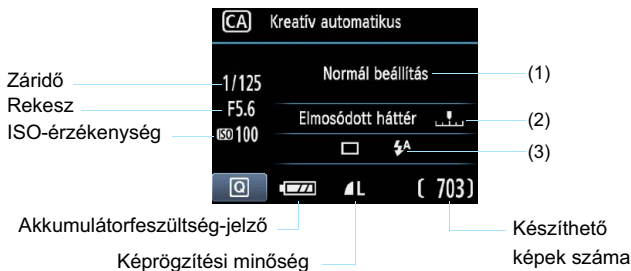 CA Kreatív automatikus
Záridő
Rekesz
ISO-érzékenység
1/125
F5.6
ISO 100
Normál beállítás
(1)
Elmosódott háttér
(2)
A
(3)
Q
L
[ 703]
Akkumulátorfeszültség-jelző
Képrögzítési minőség
Készíthető
képek száma